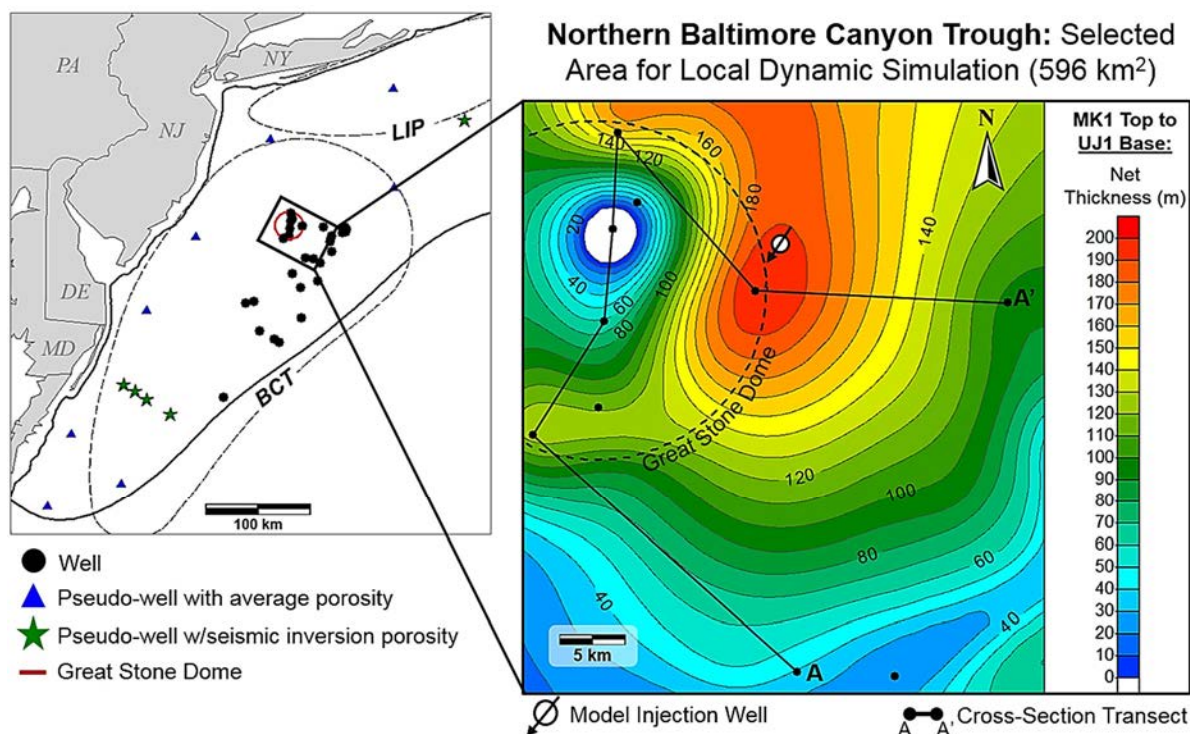 PA
NY
NJ
LIP
DE
MD
BCT
100 km
Well
Pseudo-well with average porosity
Pseudo-well w/seismic inversion porosity
Great Stone Dome
Northern Baltimore Canyon Trough: Selected
Area for Local Dynamic Simulation (596 km²)
N
140
120
160
180
140
20
40
60
80
100
A'
Great Stone Dome
120
100
80
60
40
40
A
5 km
MK1 Top to
UJ1 Base:
Net
Thickness (m)
200
190
180
170
160
150
140
130
120
110
100
90
80
70
60
50
40
30
20
10
0
Model Injection Well
A A' Cross-Section Transect